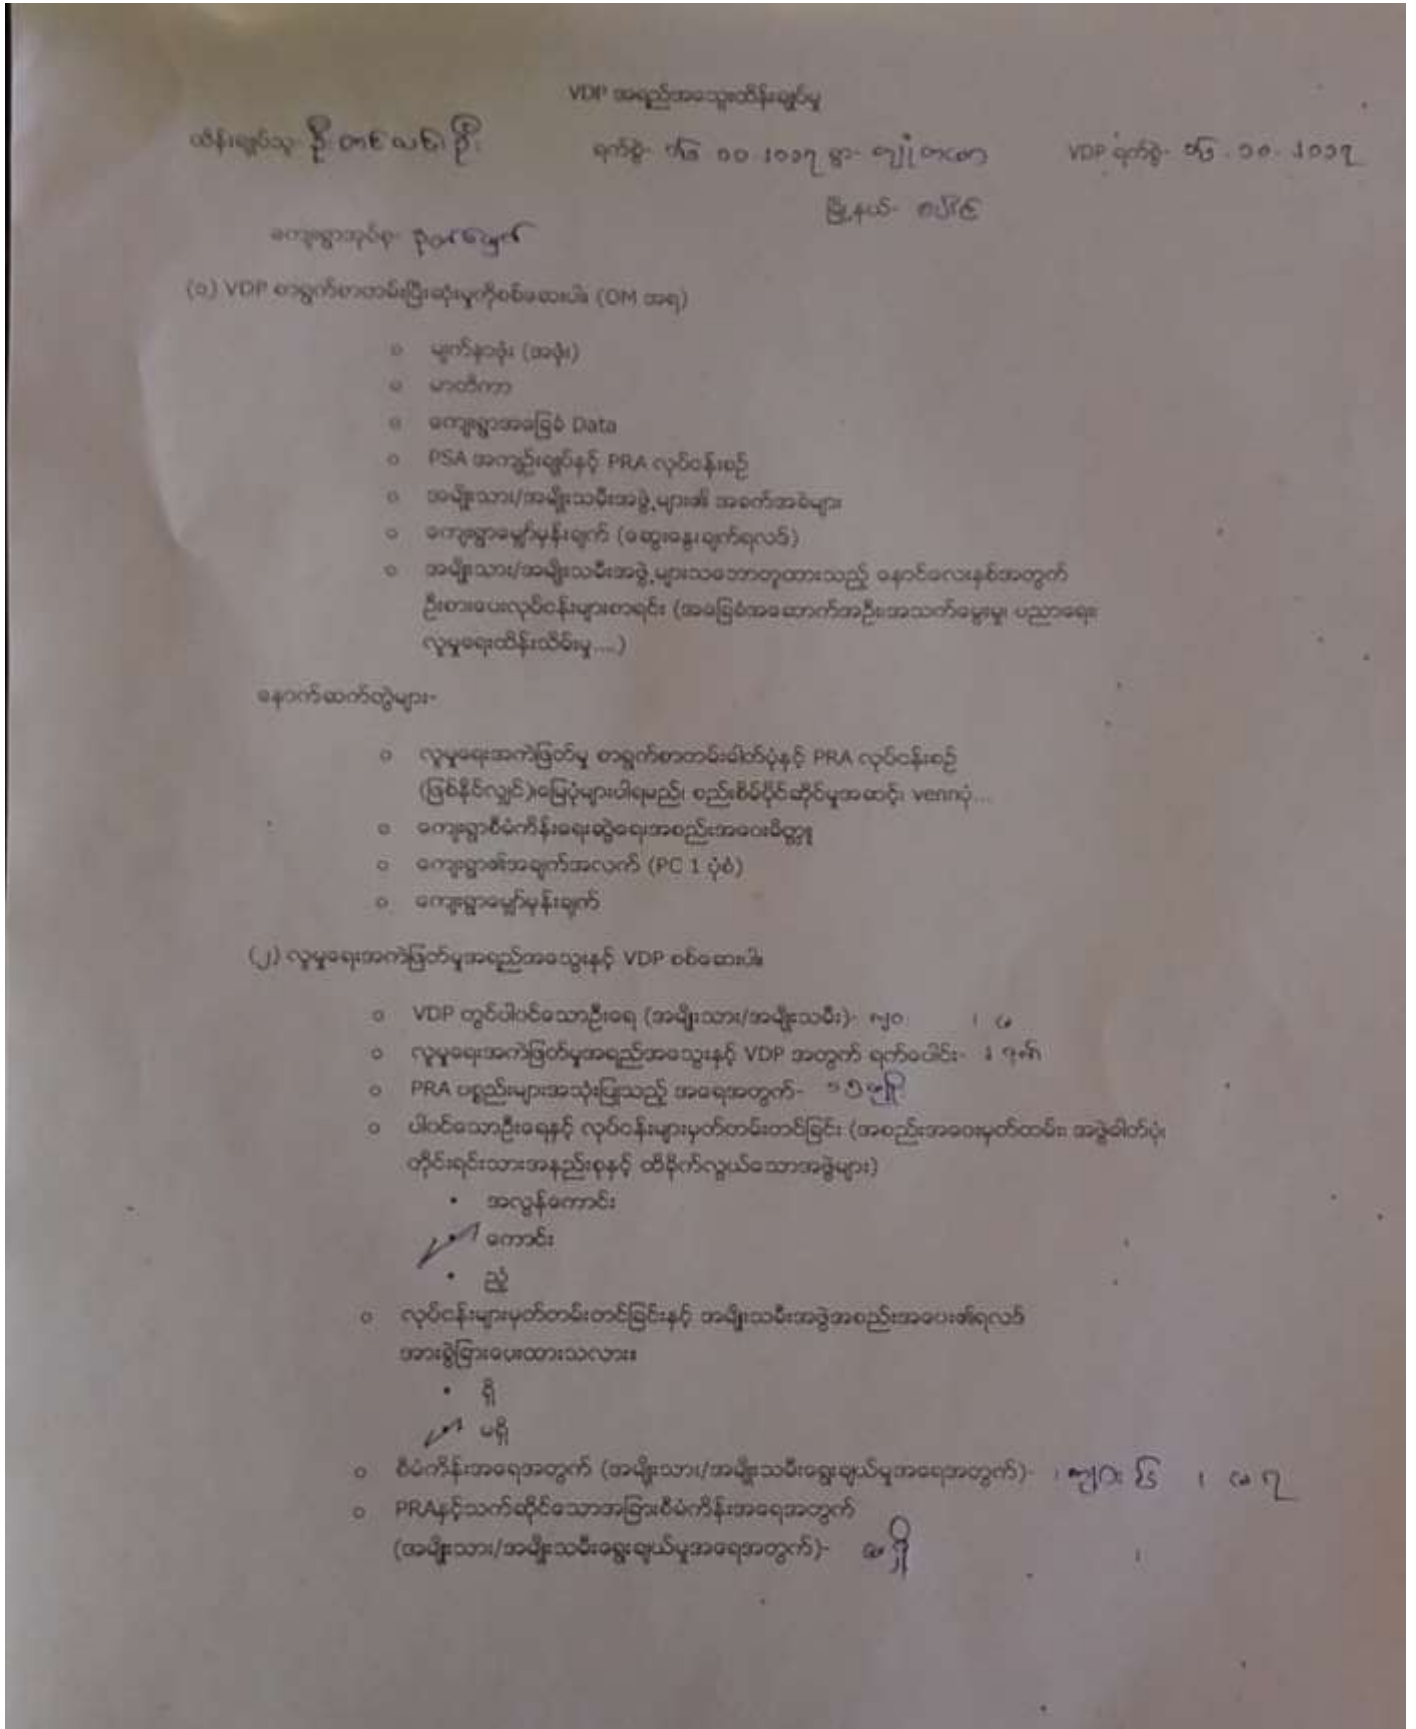 VDP အရည်အသွေးထိန်းချုပ်မှု
ထိန်းချုပ်သူ- ဦးတင်သင်းဦး ရက်စွဲ- ရွာ- VDP ရက်စွဲ-
မြို့နယ်-
ကျေးရွာအုပ်စု-
(၁) VDP စာရွက်စာတမ်းပြီးဆုံးမှုကိုစစ်ဆေးပါ။ (OM အရ)
မျက်နှာဖုံး (အဖုံး)
မာတိကာ
ကျေးရွာအခြေခံ Data
PSA အကျဉ်းချုပ်နှင့် PRA လုပ်ငန်းစဉ်
အမျိုးသား/အမျိုးသမီးအဖွဲ့များ၏ အခက်အခဲများ
ကျေးရွာမျှော်မှန်းချက် (ဆွေးနွေးချက်ရလဒ်)
အမျိုးသား/အမျိုးသမီးအဖွဲ့များသဘောတူထားသည့် နောင်လေးနှစ်အတွက်
ဦးစားပေးလုပ်ငန်းများစာရင်း (အခြေခံအဆောက်အဦး၊အသက်မွေးမှု၊ ပညာရေး၊
လူမှုရေးထိန်းသိမ်းမှု....)
နောက်ဆက်တွဲများ-
လူမှုရေးအကဲဖြတ်မှု စာရွက်စာတမ်းဓါတ်ပုံနှင့် PRA လုပ်ငန်းစဉ်
(ဖြစ်နိုင်လျှင်)၊မြေပုံများပါရမည်၊ စည်းစိမ်ပိုင်ဆိုင်မှုအဆင့်၊ vennပုံ...
ကျေးရွာစီမံကိန်းရေးဆွဲရေးအစည်းအဝေးမိတ္တူ
ကျေးရွာ၏အချက်အလက် (PC 1 ပုံစံ)
ကျေးရွာမျှော်မှန်းချက်
(၂) လူမှုရေးအကဲဖြတ်မှုအရည်အသွေးနှင့် VDP စစ်ဆေးပါ။
VDP တွင်ပါဝင်သောဦးရေ (အမျိုးသား/အမျိုးသမီး)-
လူမှုရေးအကဲဖြတ်မှုအရည်အသွေးနှင့် VDP အတွက် ရက်ပေါင်း-
PRA ပစ္စည်းများအသုံးပြုသည့် အရေအတွက်-
ပါဝင်သောဦးရေနှင့် လုပ်ငန်းများမှတ်တမ်းတင်ခြင်း (အစည်းအဝေးမှတ်တမ်း၊ အဖွဲ့ဓါတ်ပုံ၊
တိုင်းရင်းသားအနည်းစုနှင့် ထိခိုက်လွယ်သောအဖွဲ့များ)
• အလွန်ကောင်း
• ကောင်း
• ညံ့
လုပ်ငန်းများမှတ်တမ်းတင်ခြင်းနှင့် အမျိုးသမီးအဖွဲ့အစည်းအပေး၏ရလဒ်
အားခွဲခြားပေးထားသလား။
• ရှိ
• မရှိ
စီမံကိန်းအရေအတွက် (အမျိုးသား/အမျိုးသမီးရွေးချယ်မှုအရေအတွက်)-
PRAနှင့်သက်ဆိုင်သောအခြားစီမံကိန်းအရေအတွက်
(အမျိုးသား/အမျိုးသမီးရွေးချယ်မှုအရေအတွက်)- မရှိ